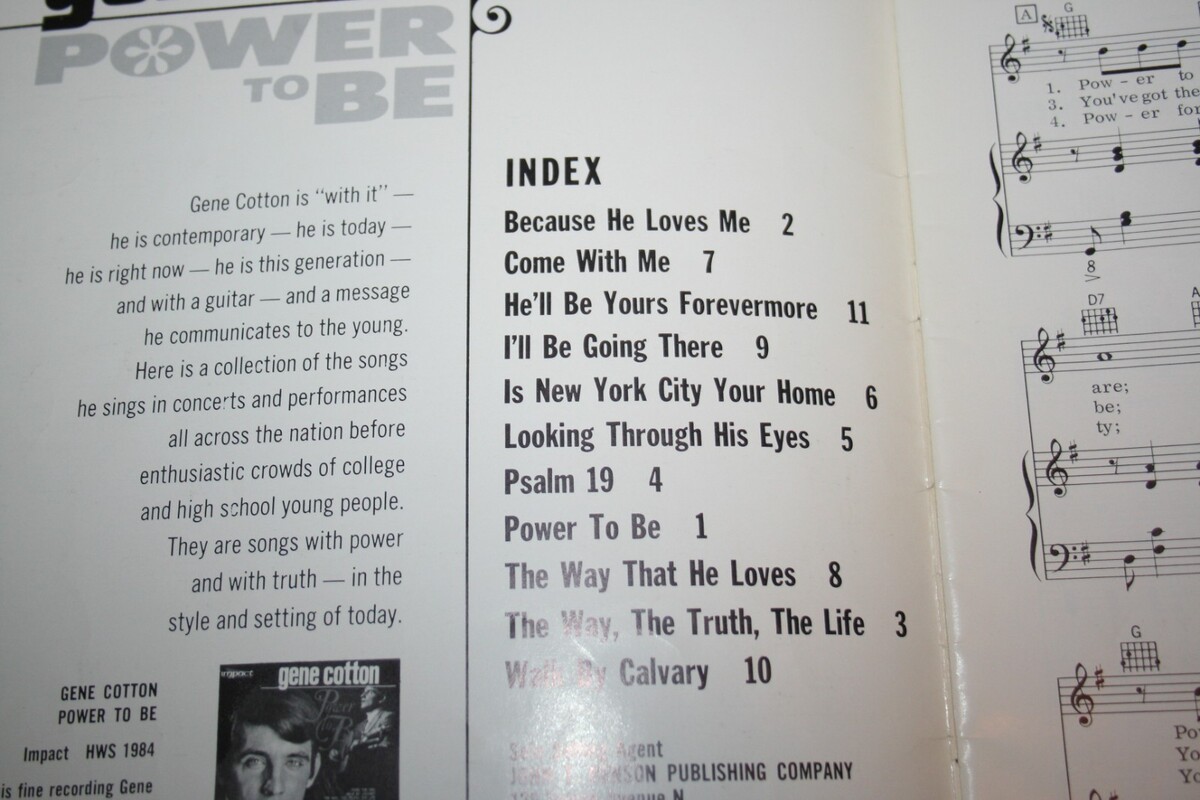 POWER
TO BE
Gene Cotton is "with it" —
he is contemporary — he is today —
he is right now — he is this generation —
and with a guitar — and a message
he communicates to the young.
Here is a collection of the songs
he sings in concerts and performances
all across the nation before
enthusiastic crowds of college
and high school young people.
They are songs with power
and with truth — in the
style and setting of today.
GENE COTTON
POWER TO BE
Impact HWS 1984
is fine recording Gene
impact
gene cotton
Power
INDEX
Because He Loves Me 2
Come With Me 7
He'll Be Yours Forevermore 11
I'll Be Going There 9
Is New York City Your Home 6
Looking Through His Eyes 5
Psalm 19 4
Power To Be 1
The Way That He Loves 8
The Way, The Truth, The Life 3
Walk By Calvary 10
Agent
PUBLISHING COMPANY
A
G
1. Pow - er to
3. You've got the
4. Pow - er for
8
D7
A
are;
be;
ty;
G
Po
Yo
Yo